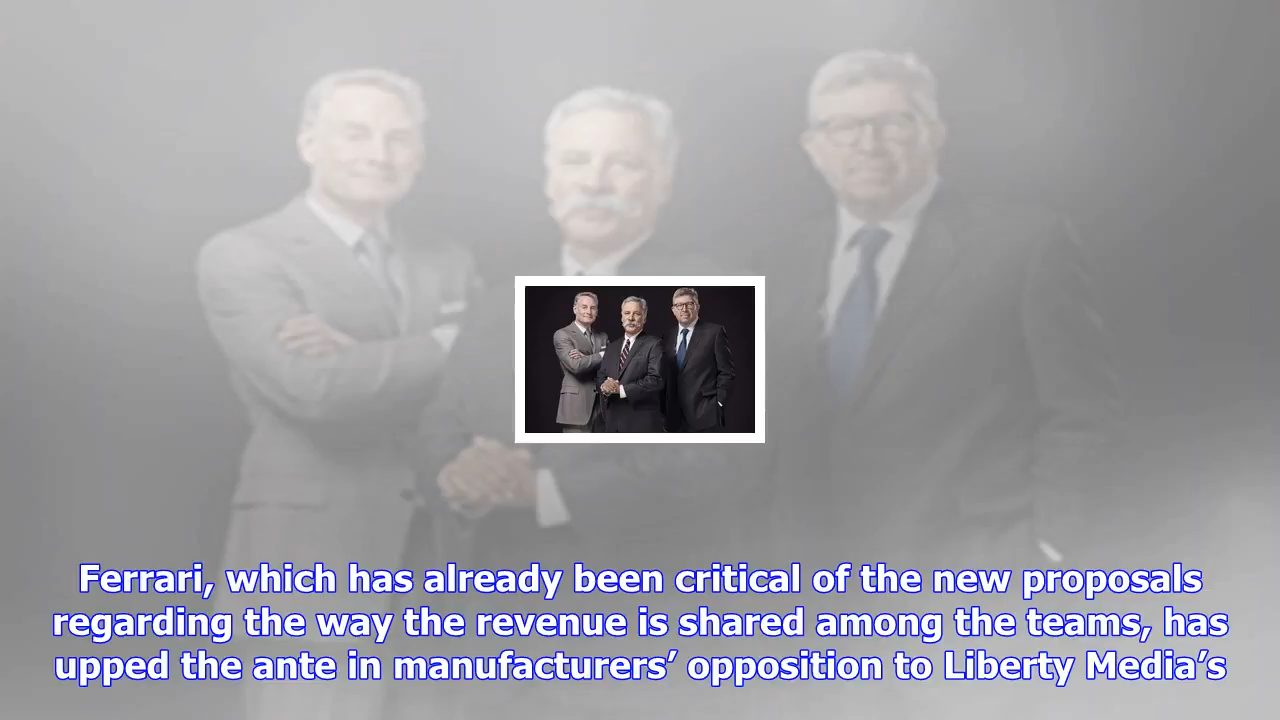 Ferrari, which has already been critical of the new proposals
regarding the way the revenue is shared among the teams, has
upped the ante in manufacturers’ opposition to Liberty Media’s